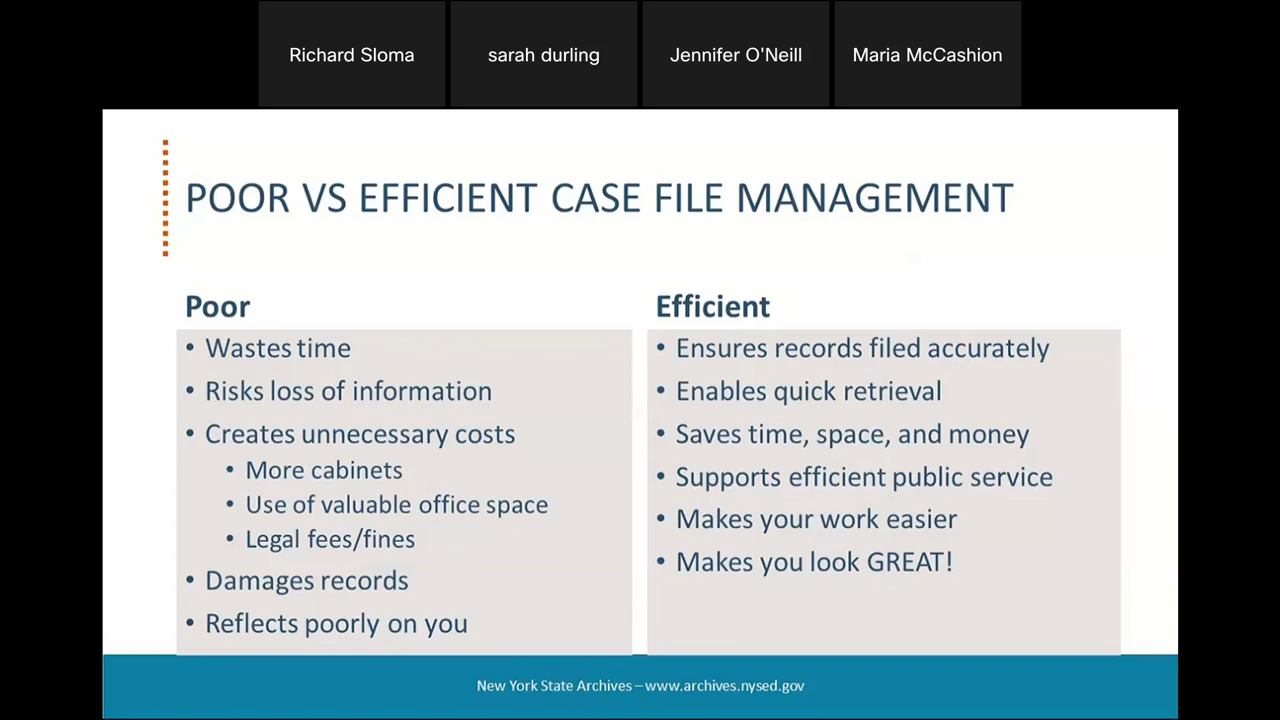 Richard Sloma
sarah durling
Jennifer O'Neill
Maria McCashion
POOR VS EFFICIENT CASE FILE MANAGEMENT
Poor
• Wastes time
• Risks loss of information
• Creates unnecessary costs
• More cabinets
• Use of valuable office space
• Legal fees/fines
• Damages records
• Reflects poorly on you
Efficient
• Ensures records filed accurately
• Enables quick retrieval
• Saves time, space, and money
• Supports efficient public service
• Makes your work easier
• Makes you look GREAT!
New York State Archives – www.archives.nysed.gov